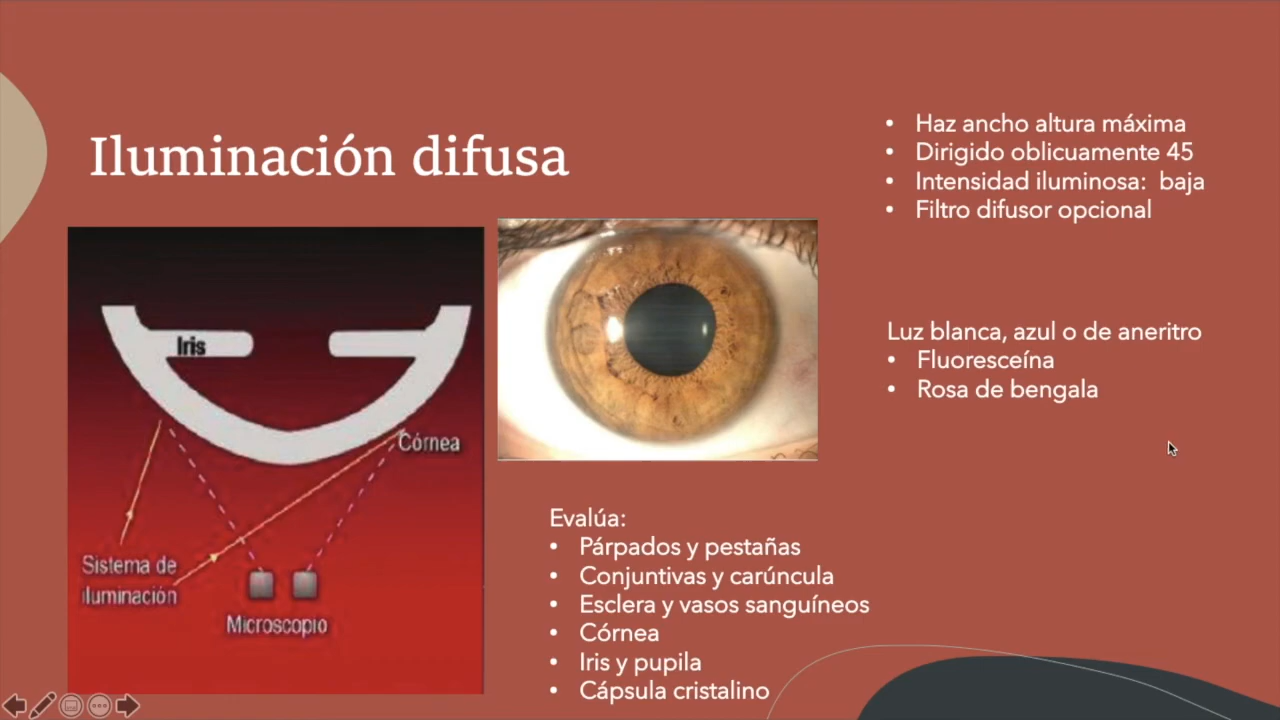 Iluminación difusa
• Haz ancho altura máxima
• Dirigido oblicuamente 45
• Intensidad iluminosa:  baja
• Filtro difusor opcional
Luz blanca, azul o de aneritro
• Fluoresceína
• Rosa de bengala
Iris
Córnea
Sistema de
iluminación
Microscopio
Evalúa:
• Párpados y pestañas
• Conjuntivas y carúncula
• Esclera y vasos sanguíneos
• Córnea
• Iris y pupila
• Cápsula cristalino